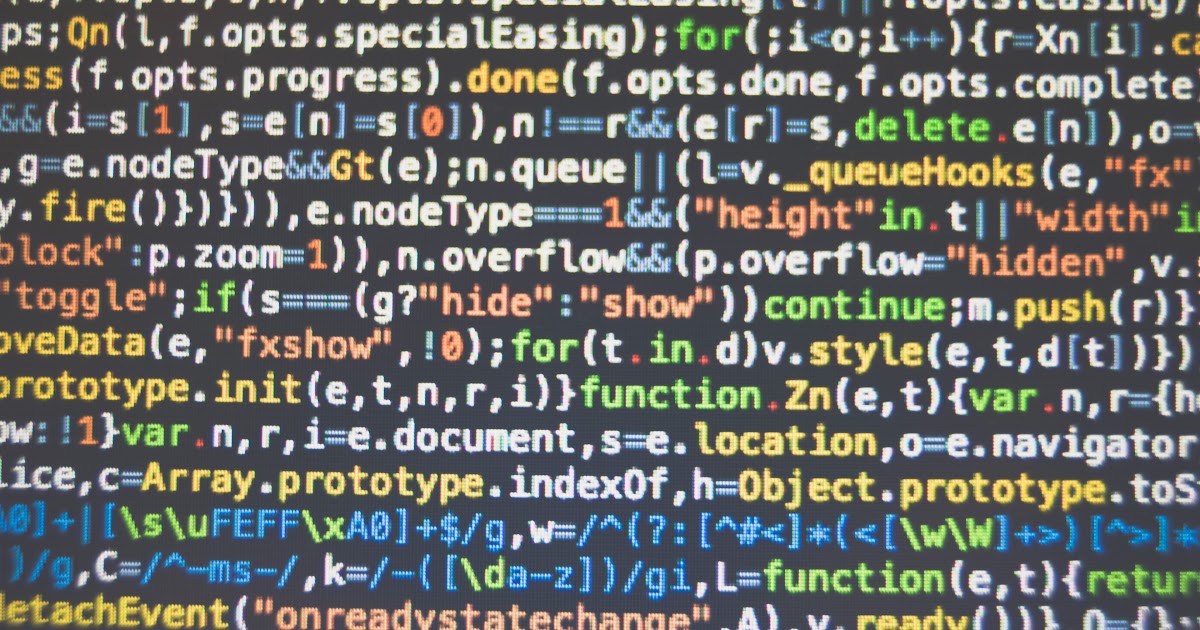 ps;Qn(l,f.opts.specialEasing);for(;i<o;i++){r=Xn[i].ca
ess(f.opts.progress).done(f.opts.done,f.opts.complete
&&(i=s[1],s=e[n]=s[0]),n!==r&&(e[r]=s,delete.e[n]),o=
,g=e.nodeType&&Gt(e);n.queue||(l=v._queueHooks(e,"fx"
y.fire()})})),e.nodeType===1&&("height"in.t||"width"i
block":p.zoom=1)),n.overflow&&(p.overflow="hidden",v.s
"toggle";if(s===(g?"hide":"show"))continue;m.push(r)}
oveData(e,"fxshow",!0);for(t.in.d)v.style(e,t,d[t])})
prototype.init(e,t,n,r,i)}function.Zn(e,t){var.n,r={h
ow:!1}var.n,r,i=e.document,s=e.location,o=e.navigator
lice,c=Array.prototype.indexOf,h=Object.prototype.toS
A0]+|[\s\uFEFF\xA0]+$/g,w=/^(?:[^#<]*(<[\w\W]+>)[^>]*
)/g,C=/^-ms-/,k=/-([\da-z])/gi,L=function(e,t){return
detachEvent("onreadystatechange",A),v.ready())},O={};